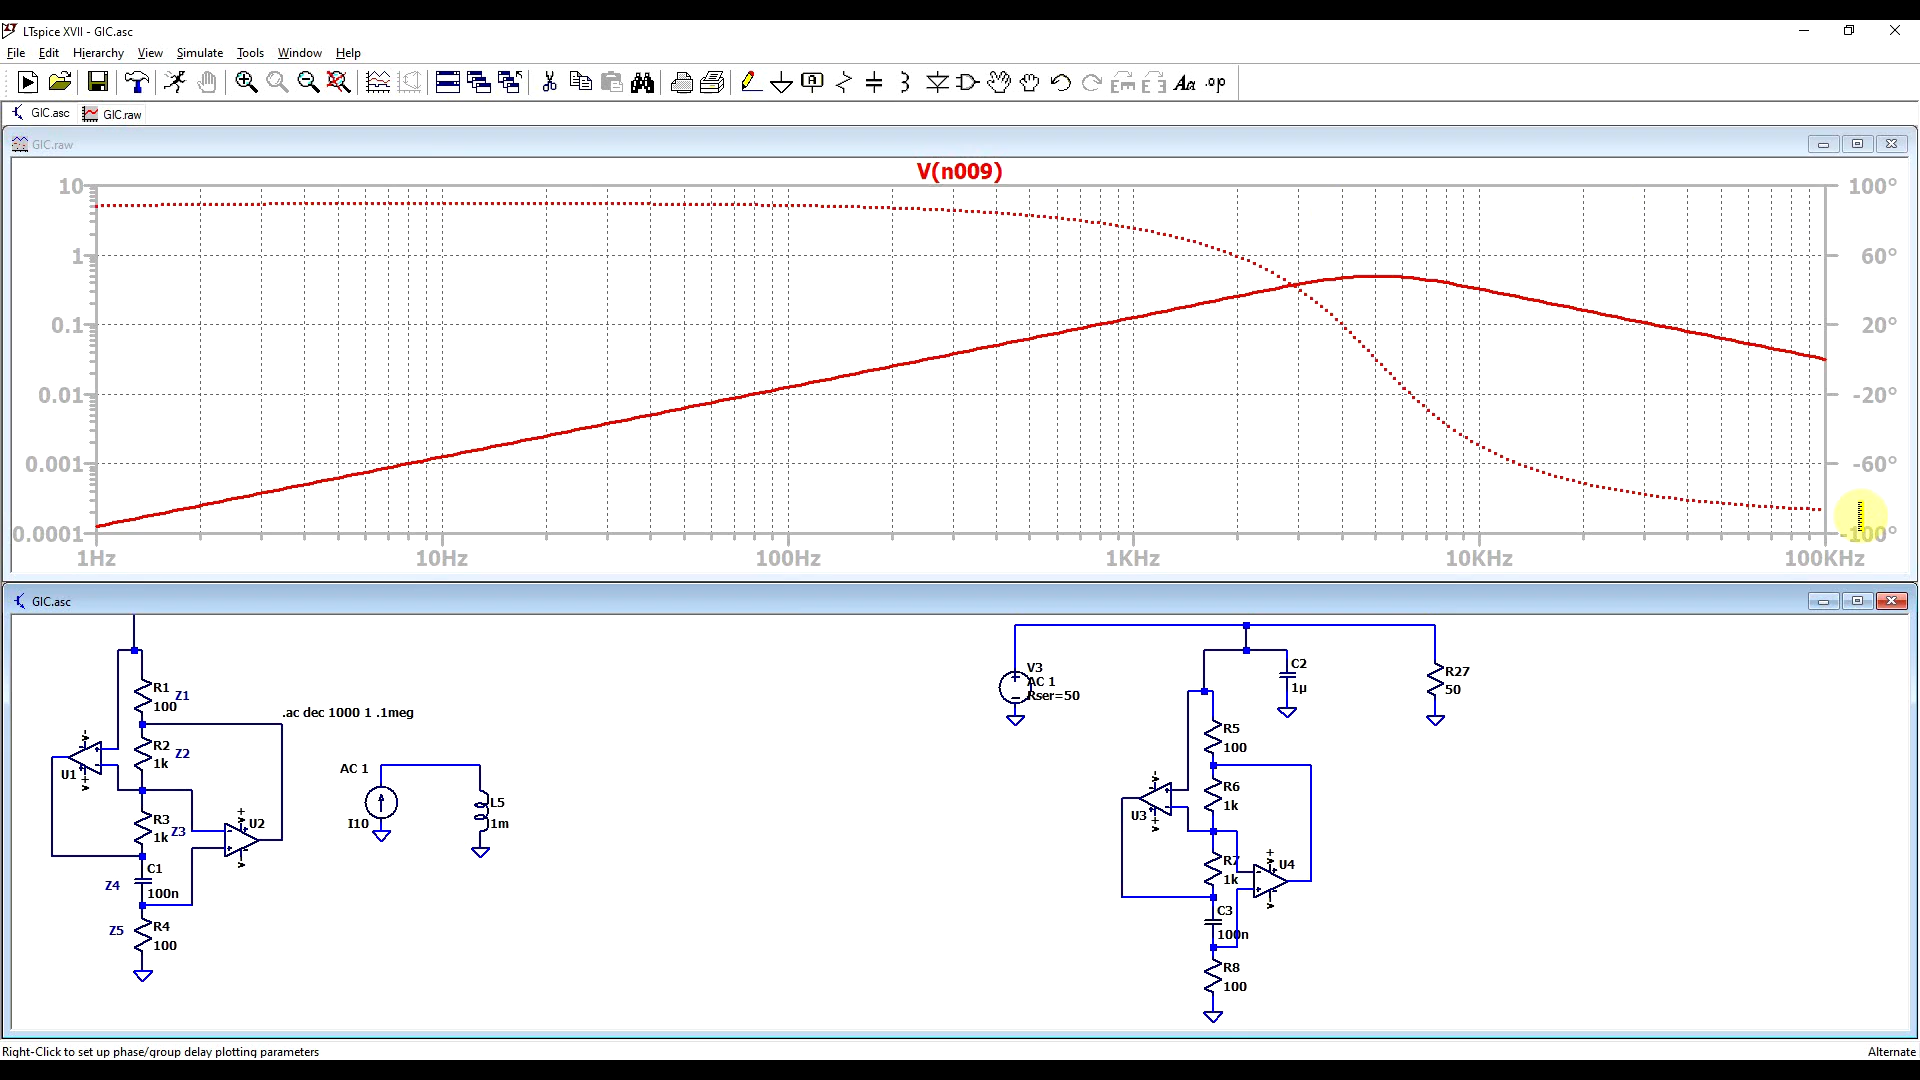 LTspice XVII - GIC.asc
File Edit Hierarchy View Simulate Tools Window Help
GIC.asc GIC.raw
GIC.raw
V(n009)
10 100°
1 60°
0.1 20°
0.01 -20°
0.001 -60°
0.0001 -100°
1Hz 10Hz 100Hz 1KHz 10KHz 100KHz
GIC.asc
R1
100
Z1
.ac dec 1000 1 .1meg
R2
1k
Z2
U1
R3
1k
Z3
U2
C1
100n
Z4
Z5
R4
100
AC 1
I10
L5
1m
V3
AC 1
Rser=50
C2
1µ
R27
50
R5
100
R6
1k
U3
R7
1k
U4
C3
100n
R8
100
Right-Click to set up phase/group delay plotting parameters
Alternate